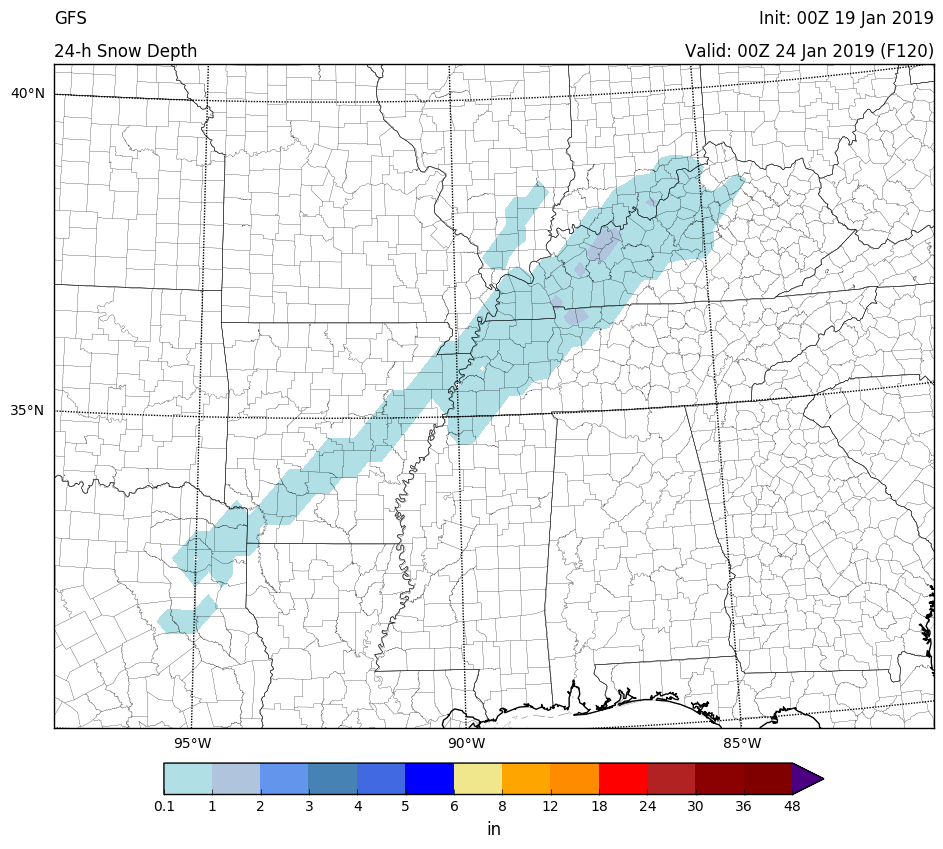 GFS
Init: 00Z 19 Jan 2019
24-h Snow Depth
Valid: 00Z 24 Jan 2019 (F120)
40°N
35°N
95°W 90°W 85°W
0.1 1 2 3 4 5 6 8 12 18 24 30 36 48
in